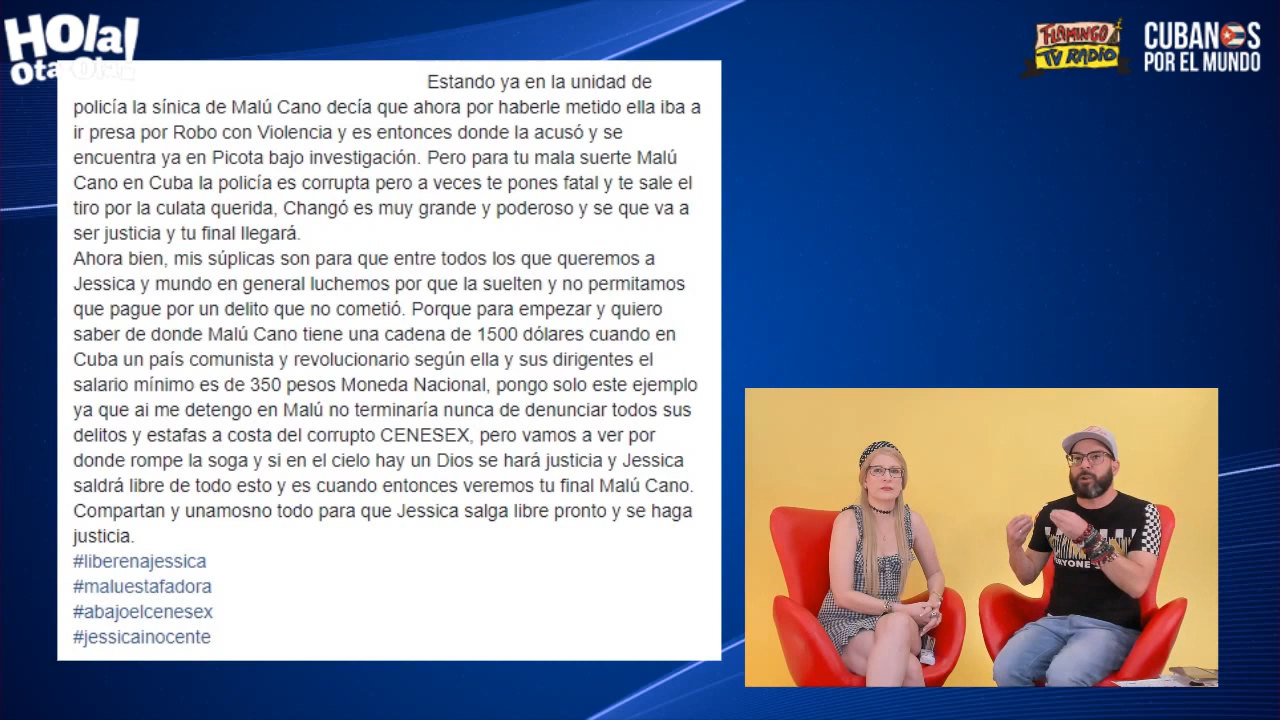 Hola!
Ota Ola
FLAMINGO
TV RADIO
CUBANOS
POR EL MUNDO
Estando ya en la unidad de
policía la sínica de Malú Cano decía que ahora por haberle metido ella iba a
ir presa por Robo con Violencia y es entonces donde la acusó y se
encuentra ya en Picota bajo investigación. Pero para tu mala suerte Malú
Cano en Cuba la policía es corrupta pero a veces te pones fatal y te sale el
tiro por la culata querida, Changó es muy grande y poderoso y se que va a
ser justicia y tu final llegará.
Ahora bien, mis súplicas son para que entre todos los que queremos a
Jessica y mundo en general luchemos por que la suelten y no permitamos
que pague por un delito que no cometió. Porque para empezar y quiero
saber de donde Malú Cano tiene una cadena de 1500 dólares cuando en
Cuba un país comunista y revolucionario según ella y sus dirigentes el
salario mínimo es de 350 pesos Moneda Nacional, pongo solo este ejemplo
ya que ai me detengo en Malú no terminaría nunca de denunciar todos sus
delitos y estafas a costa del corrupto CENESEX, pero vamos a ver por
donde rompe la soga y si en el cielo hay un Dios se hará justicia y Jessica
saldrá libre de todo esto y es cuando entonces veremos tu final Malú Cano.
Compartan y unamosno todo para que Jessica salga libre pronto y se haga
justicia.
#liberenajessica
#maluestafadora
#abajoelcenesex
#jessicainocente